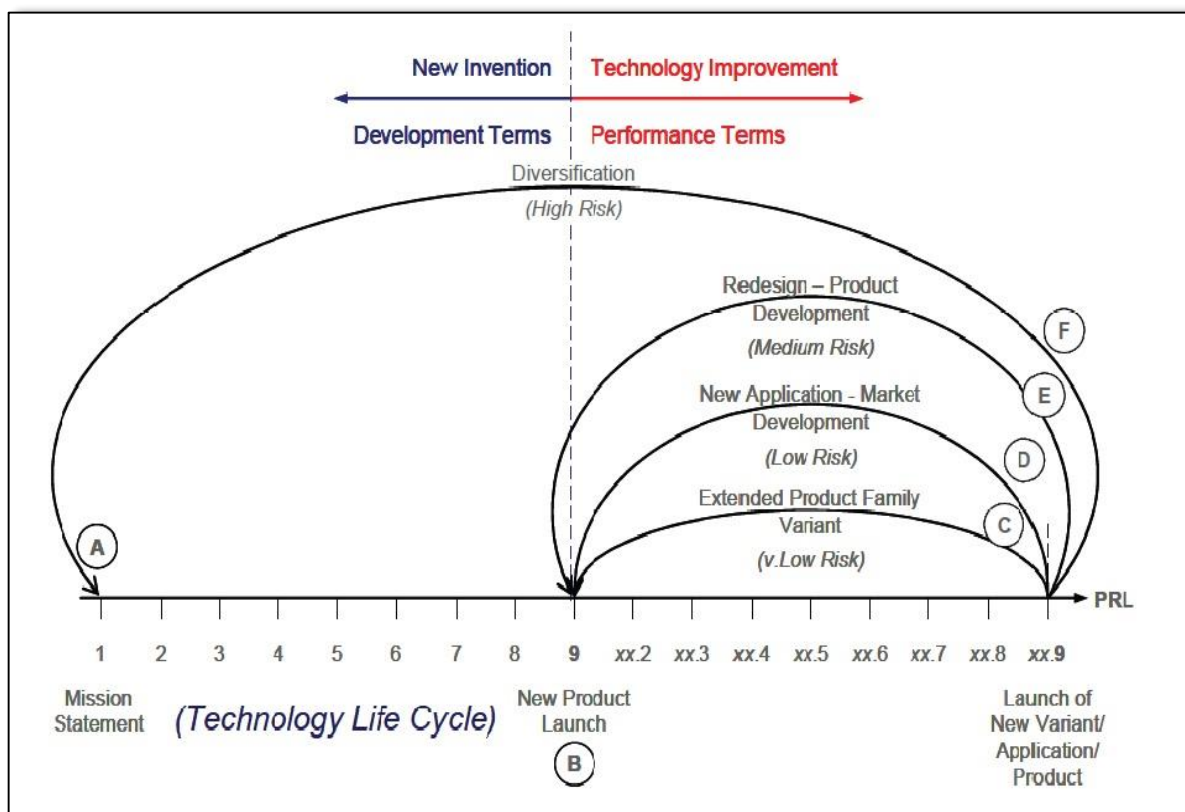 New Invention Technology Improvement
Development Terms Performance Terms
Diversification
(High Risk)
Redesign – Product
Development
(Medium Risk)
F
E
New Application - Market
Development
(Low Risk)
D
Extended Product Family
Variant
(v.Low Risk)
C
A
PRL
1 2 3 4 5 6 7 8 9 xx.2 xx.3 xx.4 xx.5 xx.6 xx.7 xx.8 xx.9
Mission
Statement
(Technology Life Cycle)
New Product
Launch
B
Launch of
New Variant/
Application/
Product